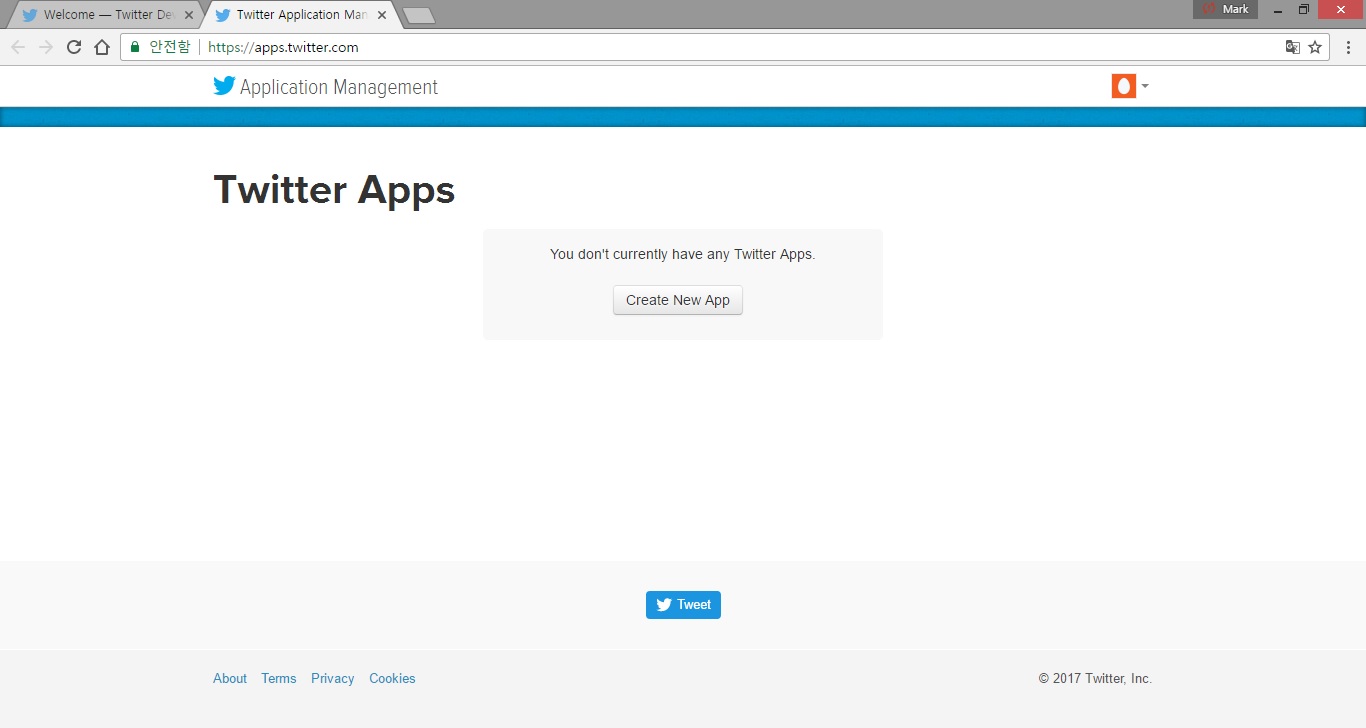 Welcome — Twitter De
Twitter Application Man
Mark
안전함 https://apps.twitter.com
Application Management
Twitter Apps
You don't currently have any Twitter Apps.
Create New App
Tweet
About Terms Privacy Cookies © 2017 Twitter, Inc.